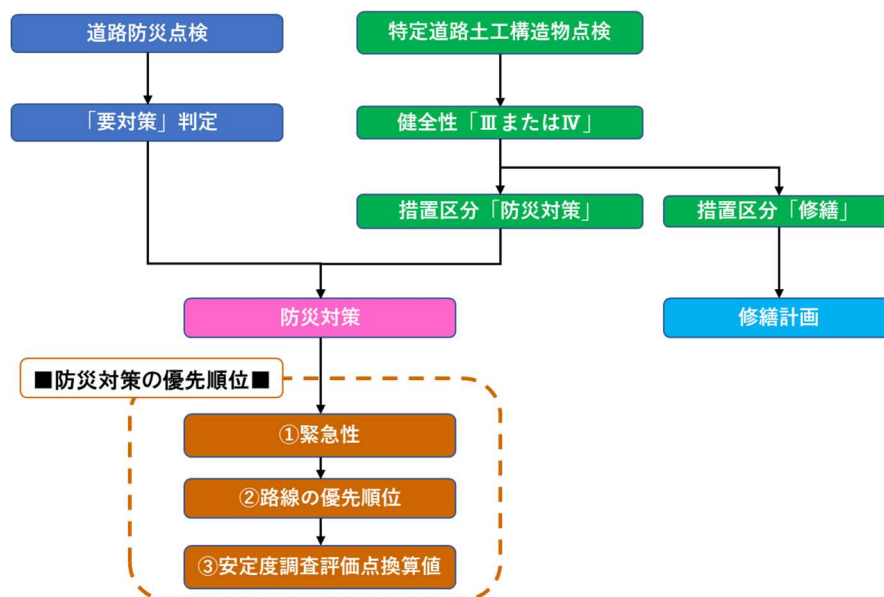 道路防災点検
特定道路土工構造物点検
「要対策」判定
健全性「ⅢまたはⅣ」
措置区分「防災対策」
措置区分「修繕」
防災対策
修繕計画
■防災対策の優先順位■
①緊急性
②路線の優先順位
③安定度調査評価点換算値